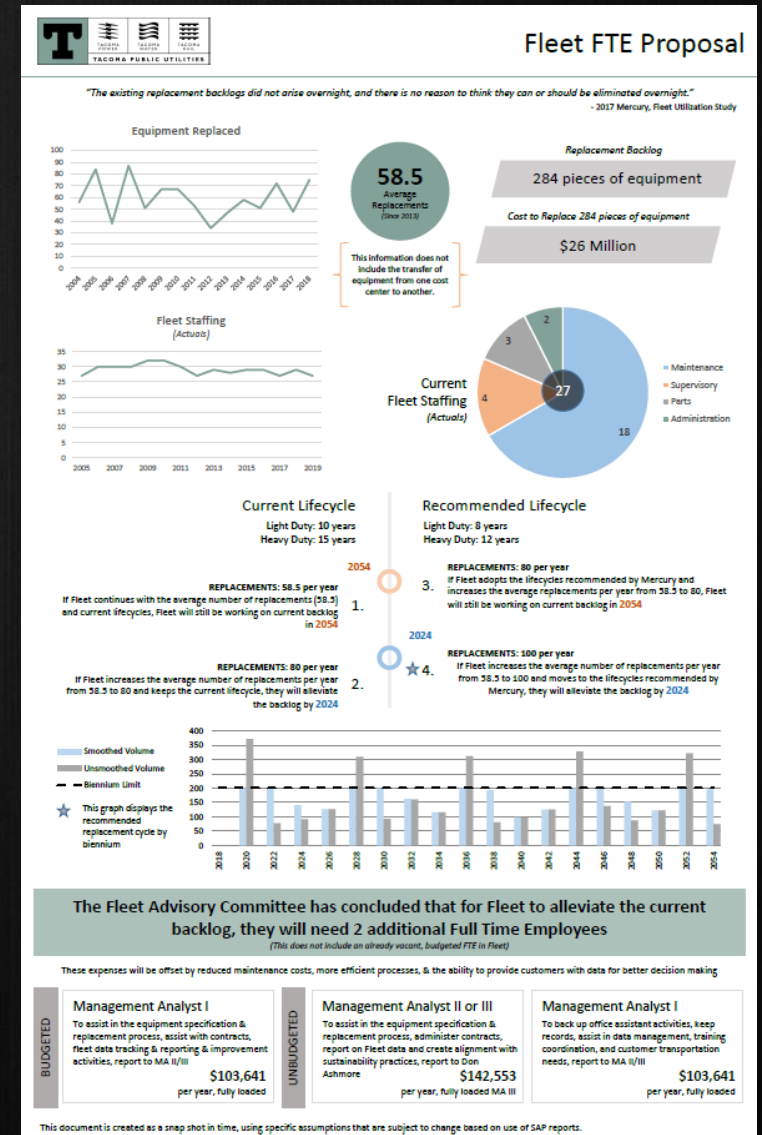 T
TACOMA POWER
TACOMA WATER
TACOMA RAIL
TACOMA PUBLIC UTILITIES
Fleet FTE Proposal
"The existing replacement backlogs did not arise overnight, and there is no reason to think they can or should be eliminated overnight."
- 2017 Mercury, Fleet Utilization Study
Equipment Replaced
100
90
80
70
60
50
40
30
20
10
0
2004 2005 2006 2007 2008 2009 2010 2011 2012 2013 2014 2015 2016 2017 2018
58.5
Average
Replacements
(Since 2013)
This information does not
include the transfer of
equipment from one cost
center to another.
Replacement Backlog
284 pieces of equipment
Cost to Replace 284 pieces of equipment
$26 Million
Fleet Staffing
(Actuals)
35
30
25
20
15
10
5
0
2005 2007 2009 2011 2013 2015 2017 2019
Current
Fleet Staffing
(Actuals)
2
3
4
27
18
Maintenance
Supervisory
Parts
Administration
Current Lifecycle
Light Duty: 10 years
Heavy Duty: 15 years
Recommended Lifecycle
Light Duty: 8 years
Heavy Duty: 12 years
2054
REPLACEMENTS: 58.5 per year
If Fleet continues with the average number of replacements (58.5)
and current lifecycles, Fleet will still be working on current backlog
in 2054
1.
3.
REPLACEMENTS: 80 per year
If Fleet adopts the lifecycles recommended by Mercury and
increases the average replacements per year from 58.5 to 80, Fleet
will still be working on current backlog in 2054
2024
REPLACEMENTS: 80 per year
If Fleet increases the average number of replacements per year
from 58.5 to 80 and keeps the current lifecycle, they will alleviate
the backlog by 2024
2.
4.
REPLACEMENTS: 100 per year
If Fleet increases the average number of replacements per year
from 58.5 to 100 and moves to the lifecycles recommended by
Mercury, they will alleviate the backlog by 2024
Smoothed Volume
Unsmoothed Volume
Biennium Limit
This graph displays the
recommended
replacement cycle by
biennium
400
350
300
250
200
150
100
50
0
2018 2020 2022 2024 2026 2028 2030 2032 2034 2036 2038 2040 2042 2044 2046 2048 2050 2052 2054
The Fleet Advisory Committee has concluded that for Fleet to alleviate the current
backlog, they will need 2 additional Full Time Employees
(This does not include an already vacant, budgeted FTE in Fleet)
These expenses will be offset by reduced maintenance costs, more efficient processes, & the ability to provide customers with data for better decision making
BUDGETED
Management Analyst I
To assist in the equipment specification &
replacement process, assist with contracts,
fleet data tracking & reporting & improvement
activities, report to MA II/III
$103,641
per year, fully loaded
UNBUDGETED
Management Analyst II or III
To assist in the equipment specification &
replacement process, administer contracts,
report on Fleet data and create alignment with
sustainability practices, report to Don
Ashmore
$142,553
per year, fully loaded MA III
Management Analyst I
To back up office assistant activities, keep
records, assist in data management, training
coordination, and customer transportation
needs, report to MA II/III
$103,641
per year, fully loaded
This document is created as a snap shot in time, using specific assumptions that are subject to change based on use of SAP reports.